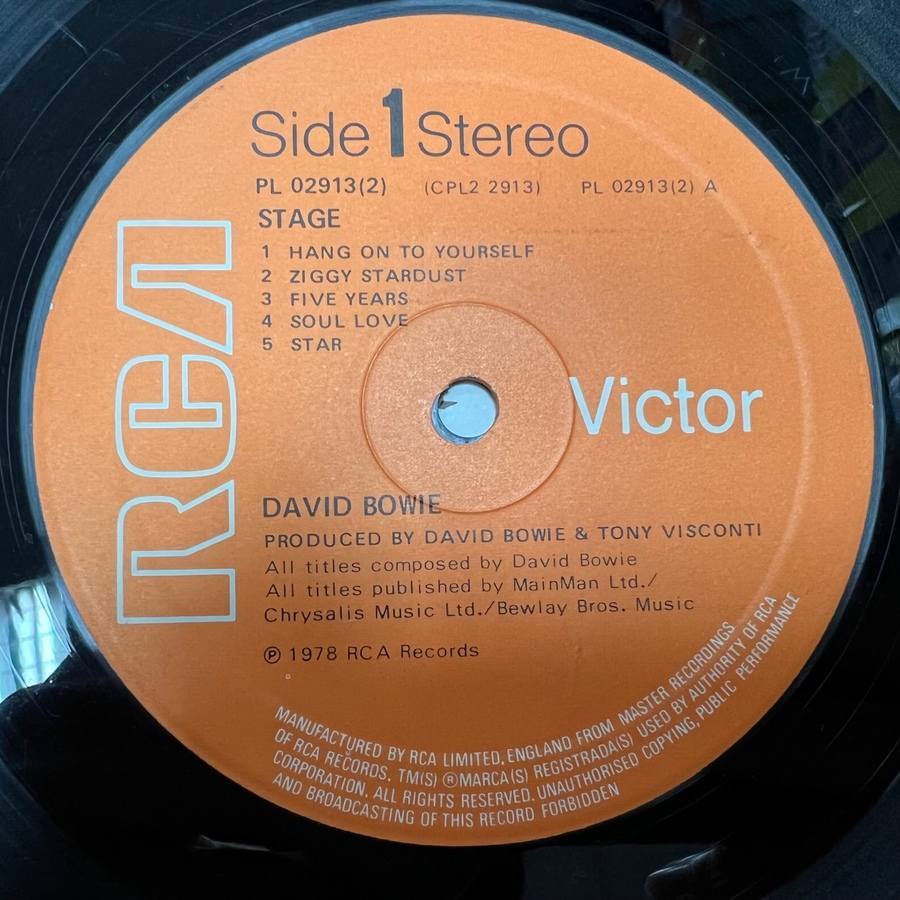 Side 1 Stereo
PL 02913(2) (CPL2 2913) PL 02913(2) A
STAGE
1 HANG ON TO YOURSELF
2 ZIGGY STARDUST
3 FIVE YEARS
4 SOUL LOVE
5 STAR
RCA
Victor
DAVID BOWIE
PRODUCED BY DAVID BOWIE & TONY VISCONTI
All titles composed by David Bowie
All titles published by MainMan Ltd./
Chrysalis Music Ltd./Bewlay Bros. Music
℗ 1978 RCA Records
MANUFACTURED BY RCA LIMITED, ENGLAND FROM MASTER RECORDINGS
OF RCA RECORDS. TM(S) ®MARCA(S) REGISTRADA(S) USED BY AUTHORITY OF RCA
CORPORATION. ALL RIGHTS RESERVED. UNAUTHORISED COPYING, PUBLIC PERFORMANCE
AND BROADCASTING OF THIS RECORD FORBIDDEN